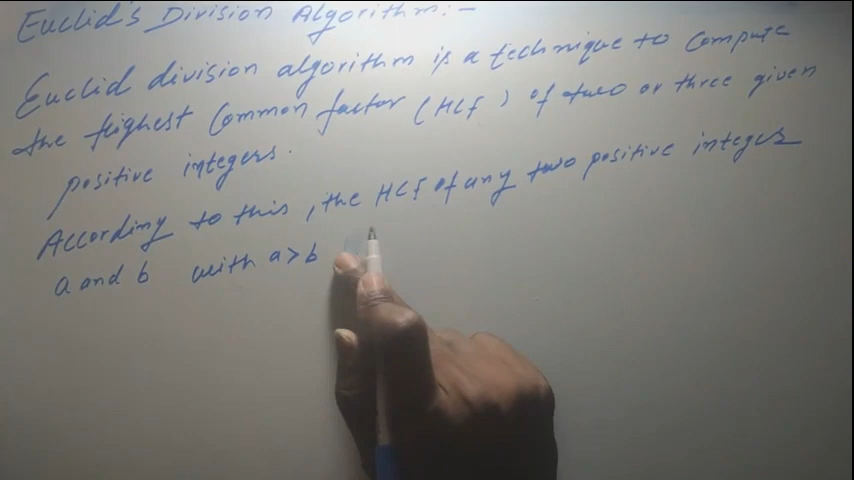 Euclid's Division Algorithm:-
Euclid division algorithm is a technique to compute
the highest Common factor (HCF) of two or three given
positive integers.
According to this, the HCF of any two positive integers
a and b with a>b